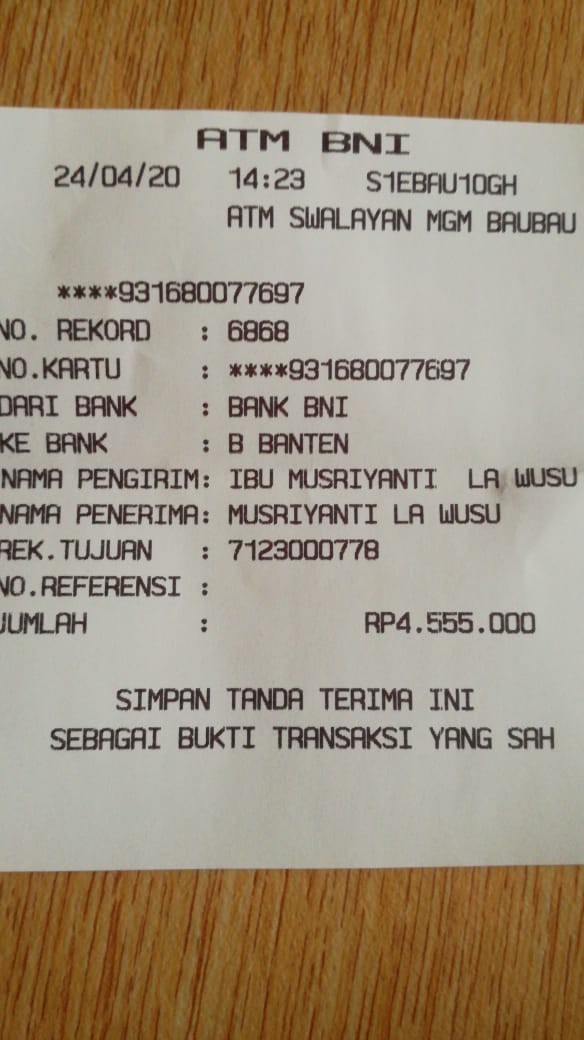 ATM BNI
24/04/20 14:23 S1EBAU10GH
ATM SWALAYAN MGM BAUBAU
****931680077697
NO. REKORD : 6868
NO.KARTU : ****931680077697
DARI BANK : BANK BNI
KE BANK : B BANTEN
NAMA PENGIRIM: IBU MUSRIYANTI LA WUSU
NAMA PENERIMA: MUSRIYANTI LA WUSU
REK.TUJUAN : 7123000778
NO.REFERENSI :
JUMLAH : RP4.555.000
SIMPAN TANDA TERIMA INI
SEBAGAI BUKTI TRANSAKSI YANG SAH